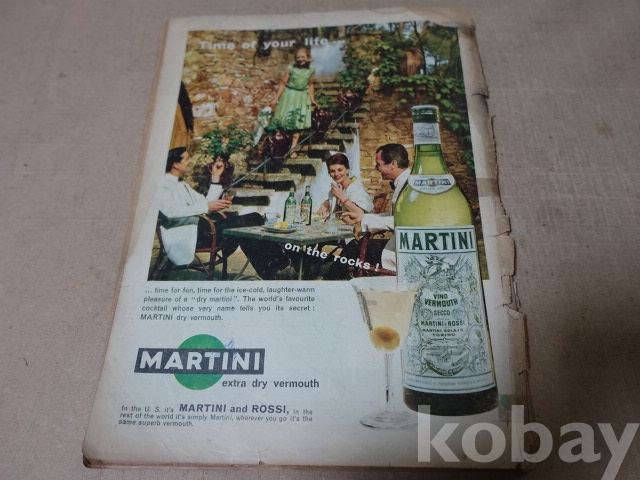 Time of your life...
on the rocks !
MARTINI
MARTINI
VINO
VERMOUTH
SECCO
MARTINI & ROSSI
TORINO
... time for fun, time for the ice-cold, laughter-warm
pleasure of a "dry martini". The world's favourite
cocktail whose very name tells you its secret :
MARTINI dry vermouth.
MARTINI
extra dry vermouth
In the U. S. it's MARTINI and ROSSI, in the
rest of the world it's simply Martini, wherever you go it's the
same superb vermouth.
kobay